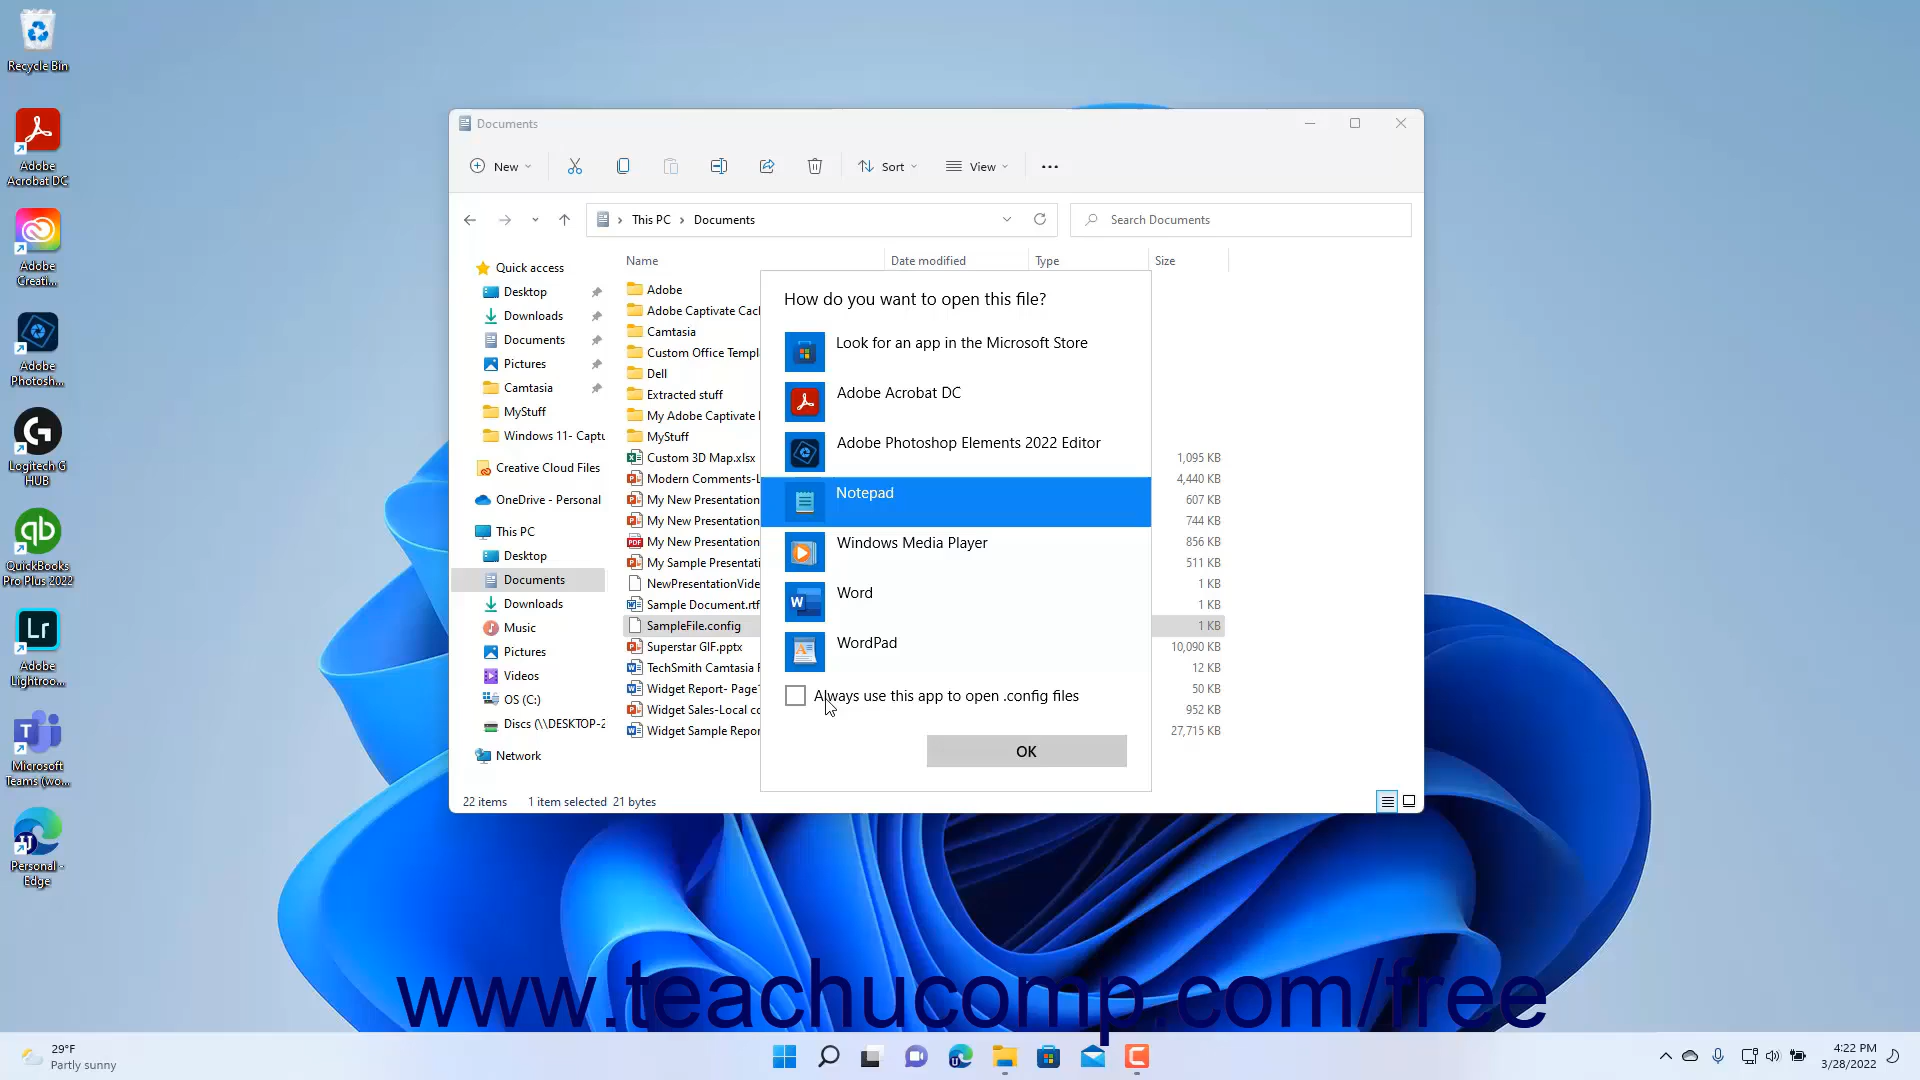 Recycle Bin
Adobe
Acrobat DC
Adobe
Creati...
Adobe
Photosh...
Logitech G
HUB
QuickBooks
Pro Plus 2022
Adobe
Lightroo...
Microsoft
Teams (wo...
Personal -
Edge
Documents
New
Sort
View
This PC
Documents
Search Documents
Quick access
Desktop
Downloads
Documents
Pictures
Camtasia
MyStuff
Windows 11- Captu
Creative Cloud Files
OneDrive - Personal
This PC
Desktop
Documents
Downloads
Music
Pictures
Videos
OS (C:)
Discs (\\DESKTOP-2
Network
Name
Date modified
Type
Size
Adobe
Adobe Captivate Cach
Camtasia
Custom Office Templ
Dell
Extracted stuff
My Adobe Captivate
MyStuff
Custom 3D Map.xlsx
1,095 KB
Modern Comments-L
4,440 KB
My New Presentation
607 KB
My New Presentation
744 KB
My New Presentation
856 KB
My Sample Presentati
511 KB
NewPresentationVide
1 KB
Sample Document.rtf
1 KB
SampleFile.config
1 KB
Superstar GIF.pptx
10,090 KB
TechSmith Camtasia
12 KB
Widget Report- Page
50 KB
Widget Sales-Local co
952 KB
Widget Sample Repor
27,715 KB
How do you want to open this file?
Look for an app in the Microsoft Store
Adobe Acrobat DC
Adobe Photoshop Elements 2022 Editor
Notepad
Windows Media Player
Word
WordPad
Always use this app to open .config files
OK
22 items
1 item selected 21 bytes
www.teachucomp.com/free
29°F
Partly sunny
4:22 PM
3/28/2022